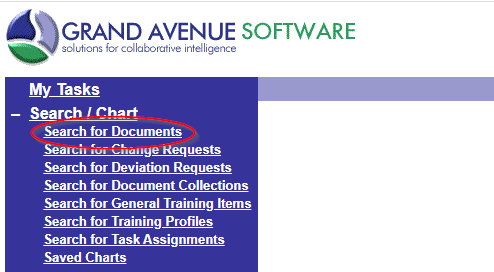 GRAND AVENUE SOFTWARE
solutions for collaborative intelligence
My Tasks
– Search / Chart
Search for Documents
Search for Change Requests
Search for Deviation Requests
Search for Document Collections
Search for General Training Items
Search for Training Profiles
Search for Task Assignments
Saved Charts